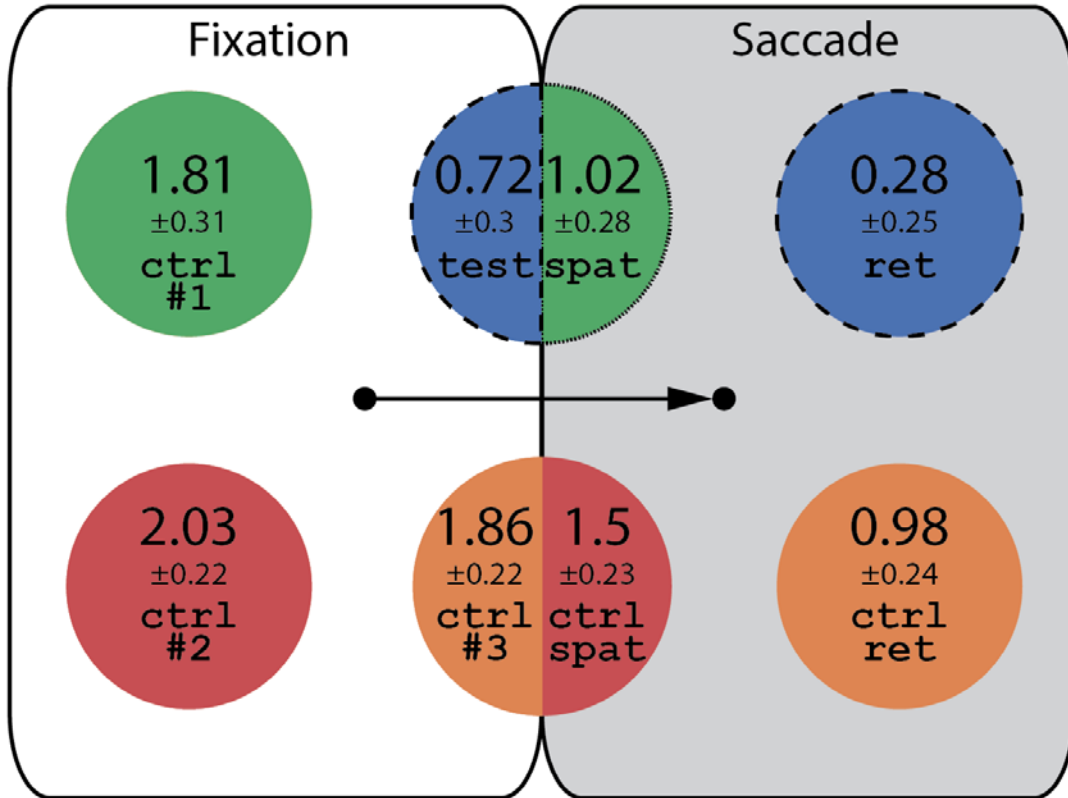 Fixation
Saccade
1.81
±0.31
ctrl
#1
0.72
±0.3
test
1.02
±0.28
spat
0.28
±0.25
ret
2.03
±0.22
ctrl
#2
1.86
±0.22
ctrl
#3
1.5
±0.23
ctrl
spat
0.98
±0.24
ctrl
ret